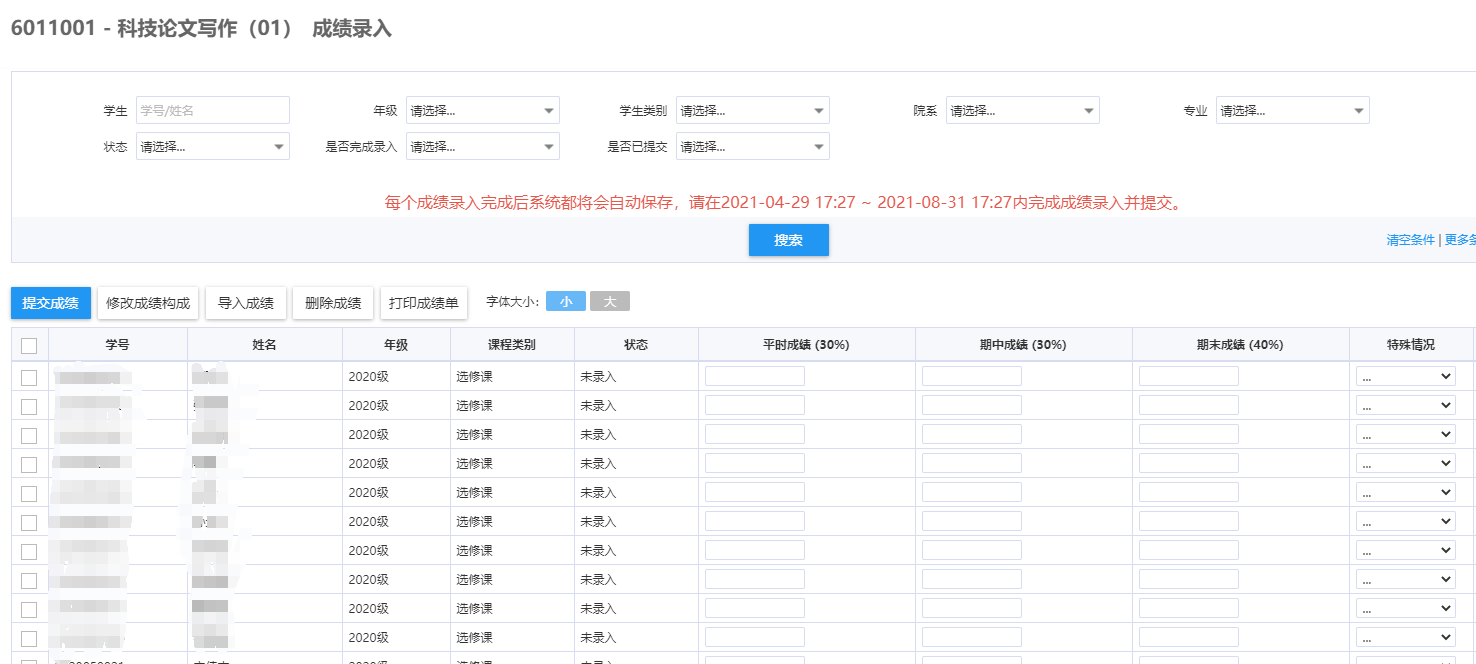 6011001 - 科技论文写作（01） 成绩录入
学生 学号/姓名 年级 请选择... 学生类别 请选择... 院系 请选择... 专业 请选择...
状态 请选择... 是否完成录入 请选择... 是否已提交 请选择...
每个成绩录入完成后系统都将会自动保存，请在2021-04-29 17:27 ~ 2021-08-31 17:27内完成成绩录入并提交。
搜索 清空条件 | 更多
提交成绩 修改成绩构成 导入成绩 删除成绩 打印成绩单 字体大小: 小 大
学号 姓名 年级 课程类别 状态 平时成绩 (30%) 期中成绩 (30%) 期末成绩 (40%) 特殊情况
2020级 选修课 未录入 ...
2020级 选修课 未录入 ...
2020级 选修课 未录入 ...
2020级 选修课 未录入 ...
2020级 选修课 未录入 ...
2020级 选修课 未录入 ...
2020级 选修课 未录入 ...
2020级 选修课 未录入 ...
2020级 选修课 未录入 ...
2020级 选修课 未录入 ...